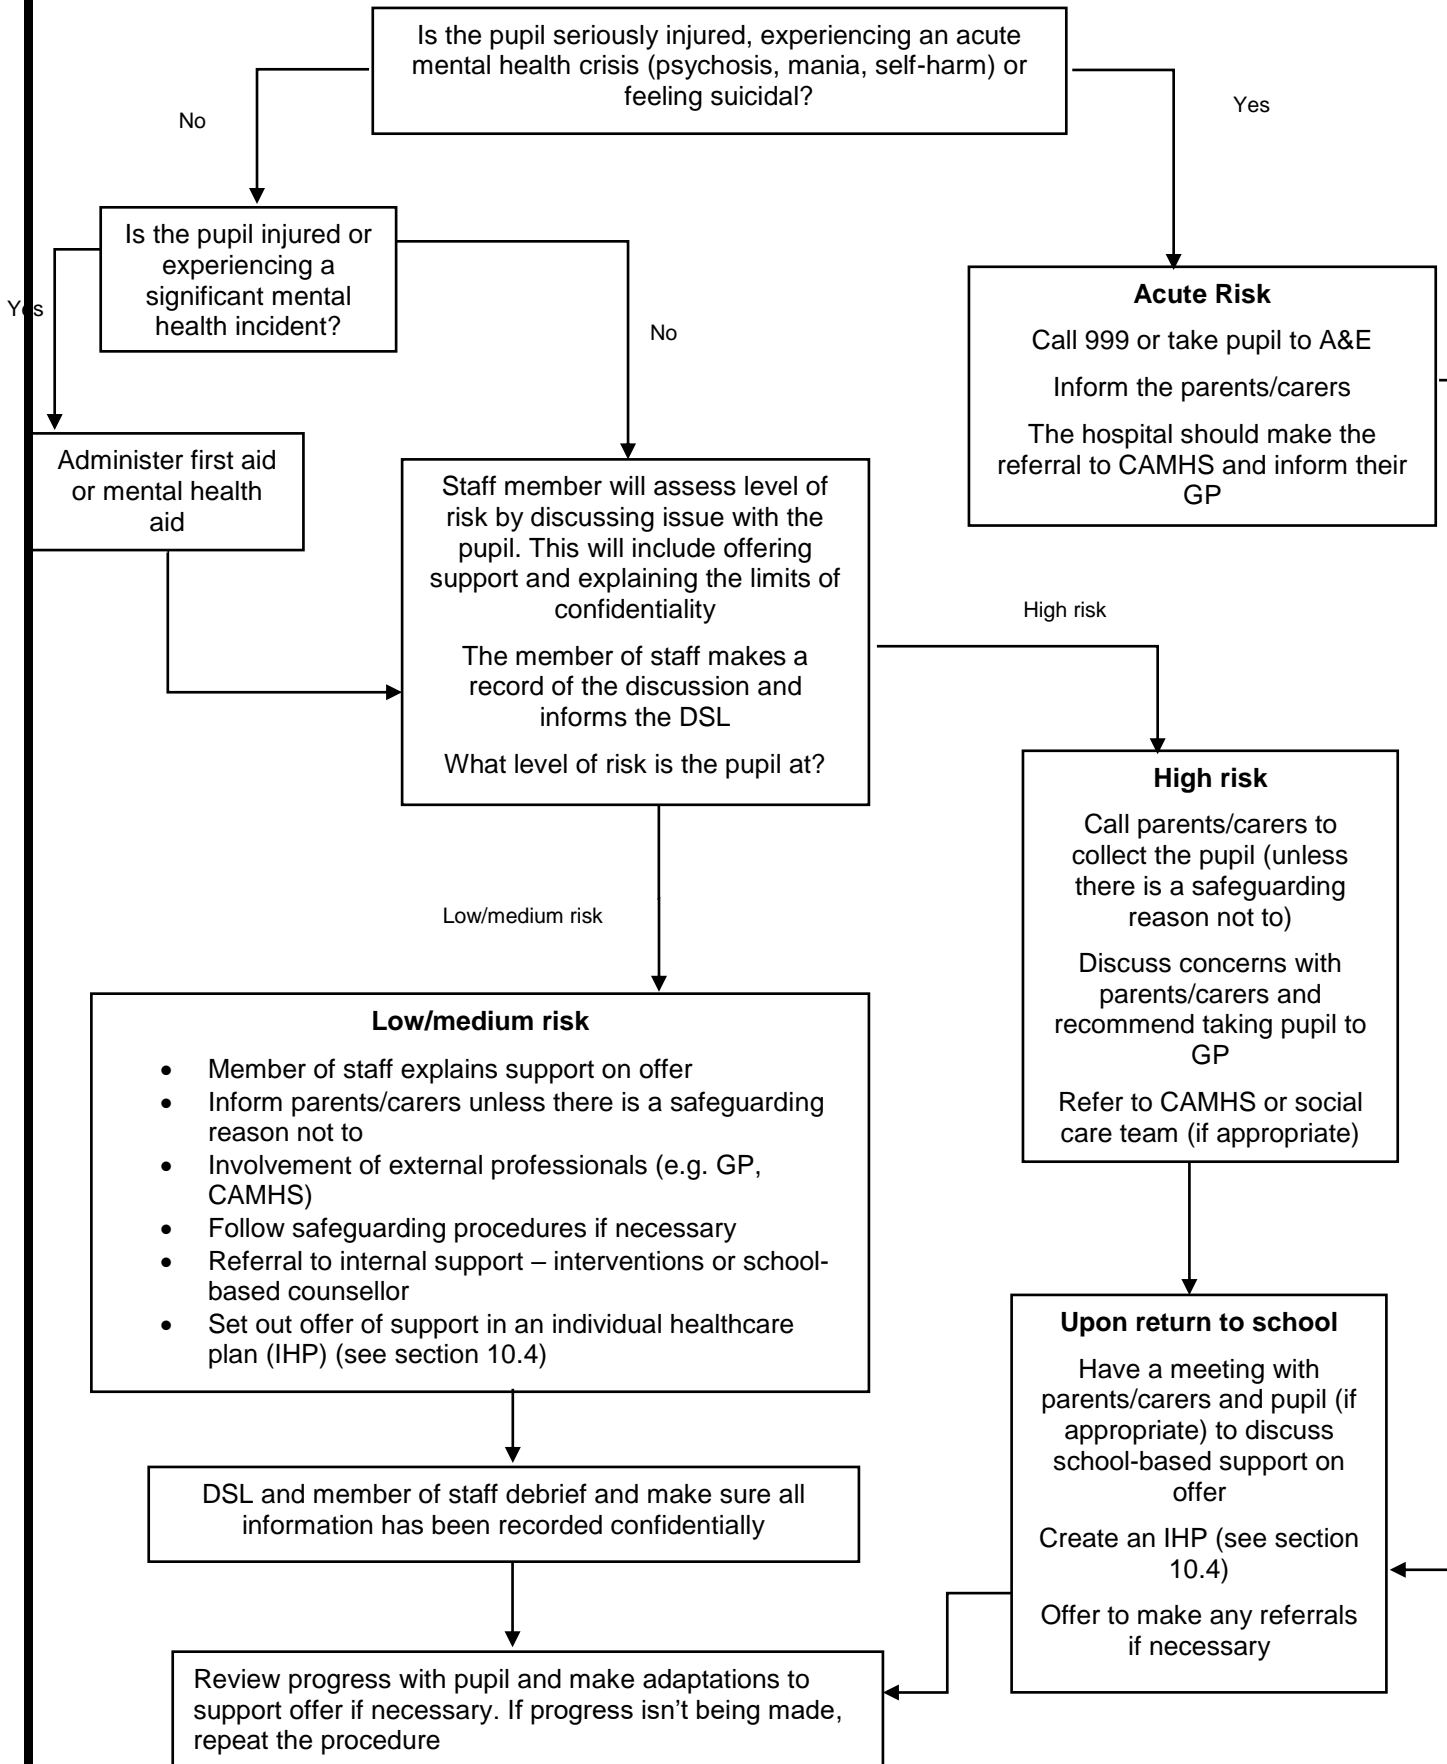 Is the pupil seriously injured, experiencing an acute
mental health crisis (psychosis, mania, self-harm) or
feeling suicidal?
No
Yes
Is the pupil injured or
experiencing a
significant mental
health incident?
Yes
No
Acute Risk
Call 999 or take pupil to A&E
Inform the parents/carers
The hospital should make the
referral to CAMHS and inform their
GP
Administer first aid
or mental health
aid
Staff member will assess level of
risk by discussing issue with the
pupil. This will include offering
support and explaining the limits of
confidentiality
The member of staff makes a
record of the discussion and
informs the DSL
What level of risk is the pupil at?
High risk
High risk
Call parents/carers to
collect the pupil (unless
there is a safeguarding
reason not to)
Discuss concerns with
parents/carers and
recommend taking pupil to
GP
Refer to CAMHS or social
care team (if appropriate)
Low/medium risk
Low/medium risk
• Member of staff explains support on offer
• Inform parents/carers unless there is a safeguarding
reason not to
• Involvement of external professionals (e.g. GP,
CAMHS)
• Follow safeguarding procedures if necessary
• Referral to internal support – interventions or school-
based counsellor
• Set out offer of support in an individual healthcare
plan (IHP) (see section 10.4)
Upon return to school
Have a meeting with
parents/carers and pupil (if
appropriate) to discuss
school-based support on
offer
Create an IHP (see section
10.4)
Offer to make any referrals
if necessary
DSL and member of staff debrief and make sure all
information has been recorded confidentially
Review progress with pupil and make adaptations to
support offer if necessary. If progress isn't being made,
repeat the procedure